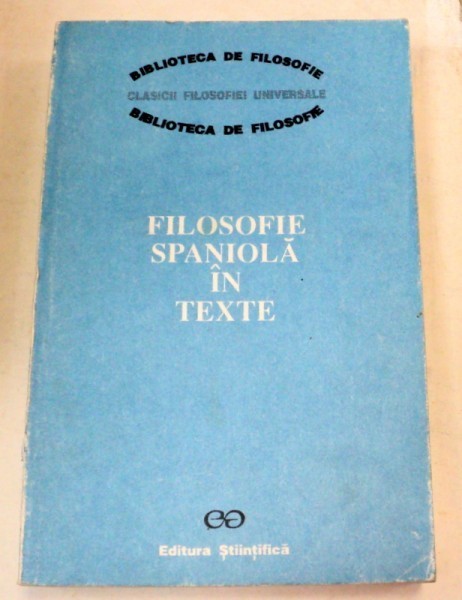 BIBLIOTECA DE FILOSOFIE
CLASICII FILOSOFIEI UNIVERSALE
BIBLIOTECA DE FILOSOFIE
FILOSOFIE
SPANIOLĂ
ÎN
TEXTE
Editura Științifică